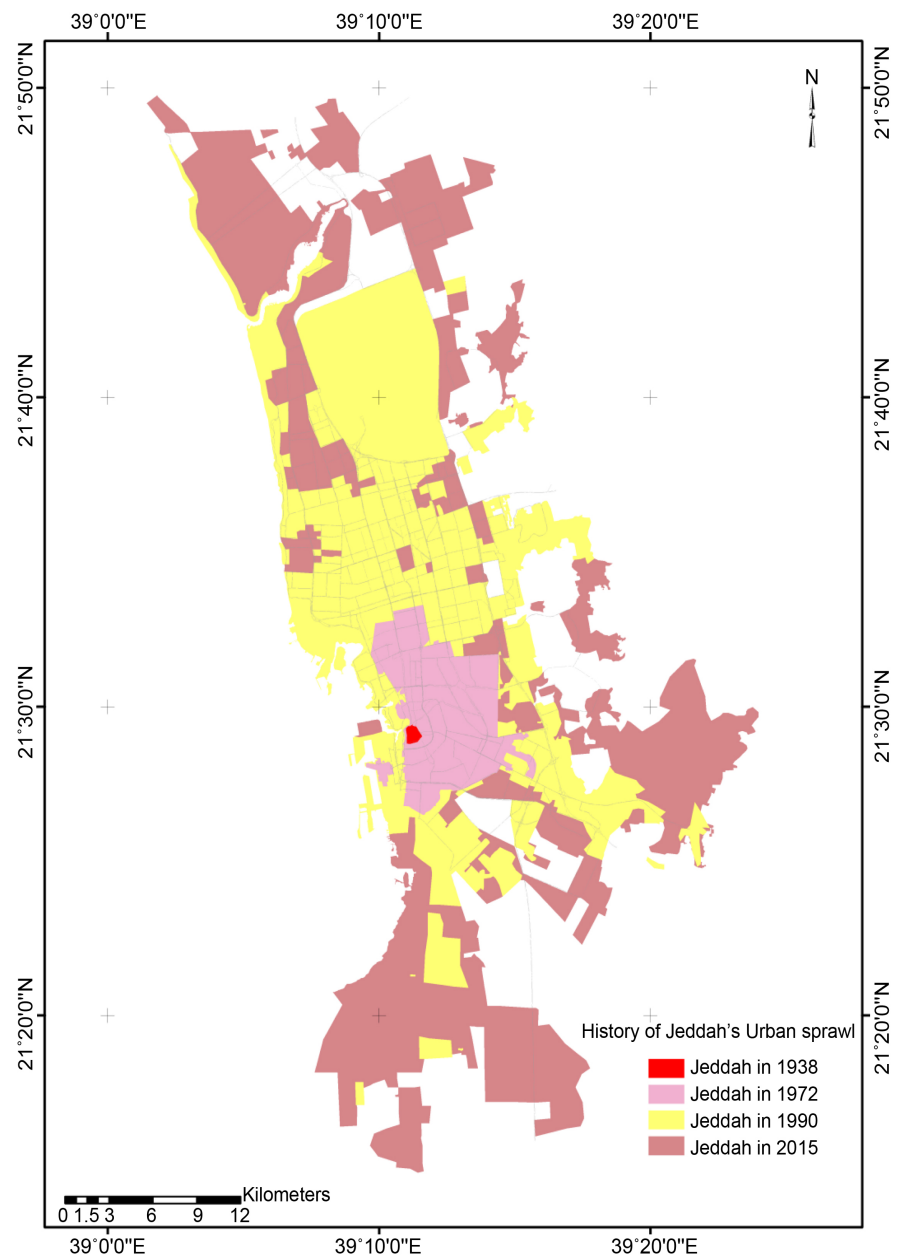 39°0'0"E 39°10'0"E 39°20'0"E
N
21°50'0"N 21°50'0"N
21°40'0"N 21°40'0"N
21°30'0"N 21°30'0"N
21°20'0"N 21°20'0"N
History of Jeddah's Urban sprawl
Jeddah in 1938
Jeddah in 1972
Jeddah in 1990
Jeddah in 2015
Kilometers
0 1.5 3 6 9 12
39°0'0"E 39°10'0"E 39°20'0"E